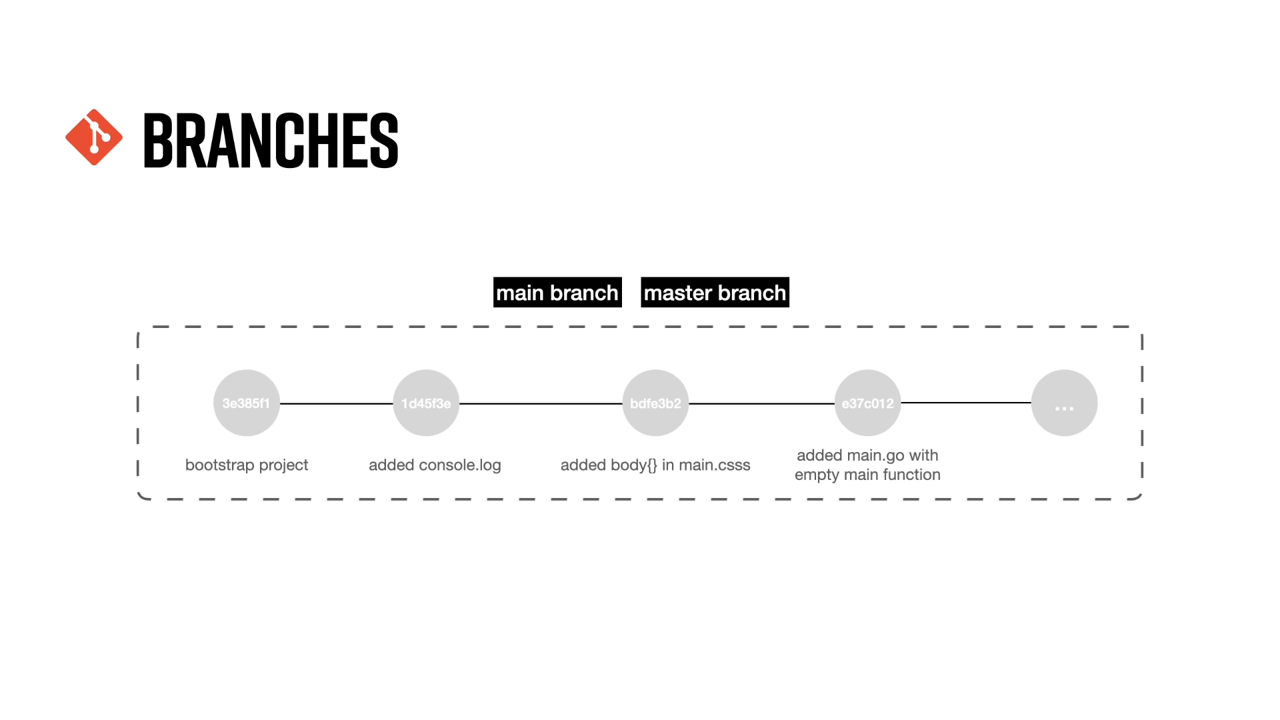 BRANCHES
main branch master branch
3e385f1 1d45f3e bdfe3b2 e37c012 ...
bootstrap project
added console.log
added body{} in main.csss
added main.go with
empty main function